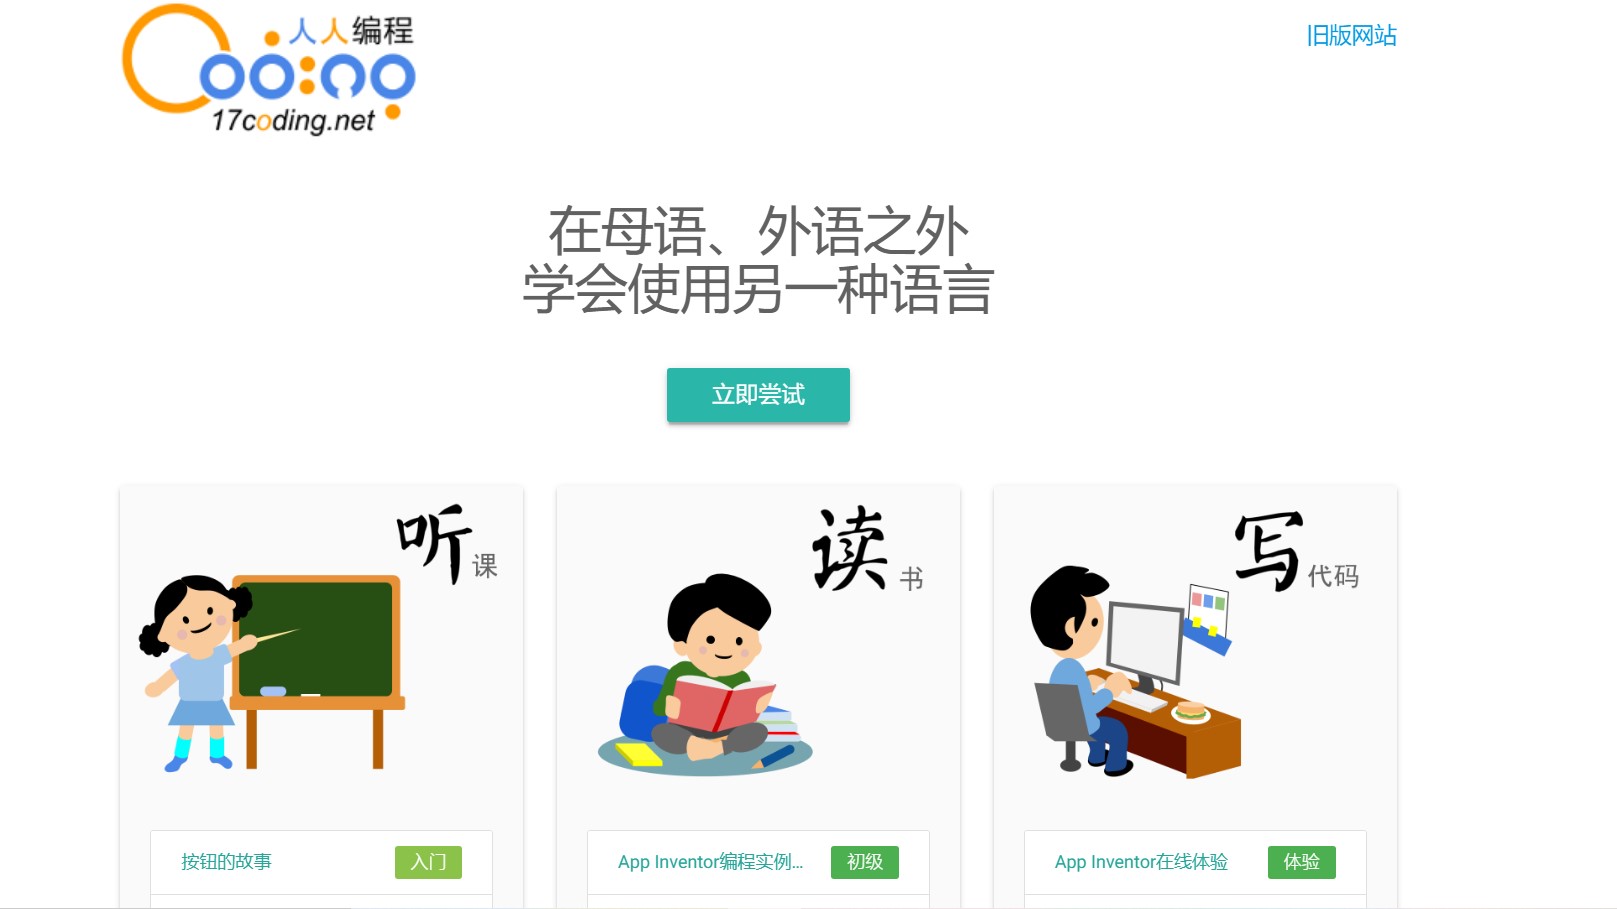 人人编程
Coding
17coding.net
旧版网站
在母语、外语之外
学会使用另一种语言
立即尝试
听课
读书
写代码
按钮的故事 入门
App Inventor编程实例... 初级
App Inventor在线体验 体验